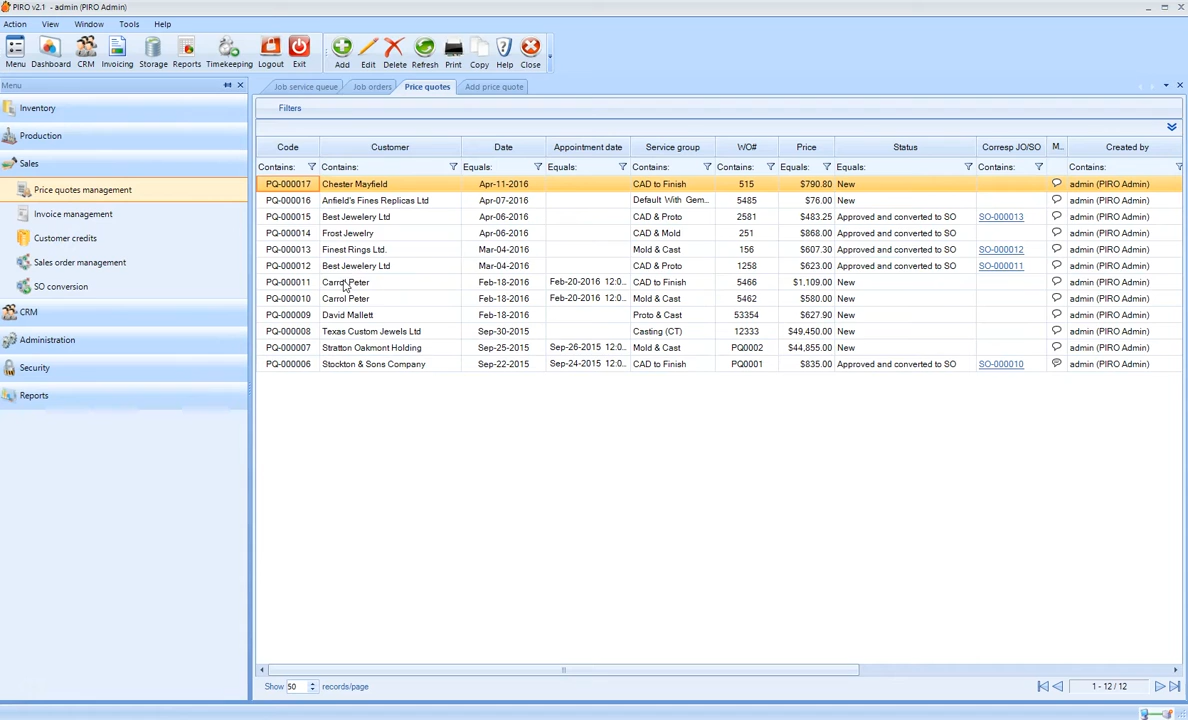 PIRO v2.1 - admin (PIRO Admin)
Action View Window Tools Help
Menu Dashboard CRM Invoicing Storage Reports Timekeeping Logout Exit Add Edit Delete Refresh Print Copy Help Close
Menu
Inventory
Production
Sales
Price quotes management
Invoice management
Customer credits
Sales order management
SO conversion
CRM
Administration
Security
Reports
Job service queue Job orders Price quotes Add price quote
Filters
Code Customer Date Appointment date Service group WO# Price Status Corresp JO/SO M... Created by
Contains: Contains: Equals: Equals: Contains: Contains: Equals: Equals: Contains: Contains:
PQ-000017 Chester Mayfield Apr-11-2016 CAD to Finish 515 $790.80 New admin (PIRO Admin)
PQ-000016 Anfield's Fines Replicas Ltd Apr-07-2016 Default With Gem... 5485 $76.00 New admin (PIRO Admin)
PQ-000015 Best Jewelery Ltd Apr-06-2016 CAD & Proto 2581 $483.25 Approved and converted to SO SO-000013 admin (PIRO Admin)
PQ-000014 Frost Jewelry Apr-06-2016 CAD & Mold 251 $868.00 New admin (PIRO Admin)
PQ-000013 Finest Rings Ltd. Mar-04-2016 Mold & Cast 156 $607.30 Approved and converted to SO SO-000012 admin (PIRO Admin)
PQ-000012 Best Jewelery Ltd Mar-04-2016 CAD & Proto 1258 $623.00 Approved and converted to SO SO-000011 admin (PIRO Admin)
PQ-000011 Carrol Peter Feb-18-2016 Feb-20-2016 12:0... CAD to Finish 5466 $1,109.00 New admin (PIRO Admin)
PQ-000010 Carrol Peter Feb-18-2016 Feb-20-2016 12:0... Mold & Cast 5462 $580.00 New admin (PIRO Admin)
PQ-000009 David Mallett Feb-18-2016 Proto & Cast 53354 $627.90 New admin (PIRO Admin)
PQ-000008 Texas Custom Jewels Ltd Sep-30-2015 Casting (CT) 12333 $49,450.00 New admin (PIRO Admin)
PQ-000007 Stratton Oakmont Holding Sep-25-2015 Sep-26-2015 12:0... Mold & Cast PQ0002 $44,855.00 New admin (PIRO Admin)
PQ-000006 Stockton & Sons Company Sep-22-2015 Sep-24-2015 12:0... CAD to Finish PQ0001 $835.00 Approved and converted to SO SO-000010 admin (PIRO Admin)
Show 50 records/page 1 - 12 / 12